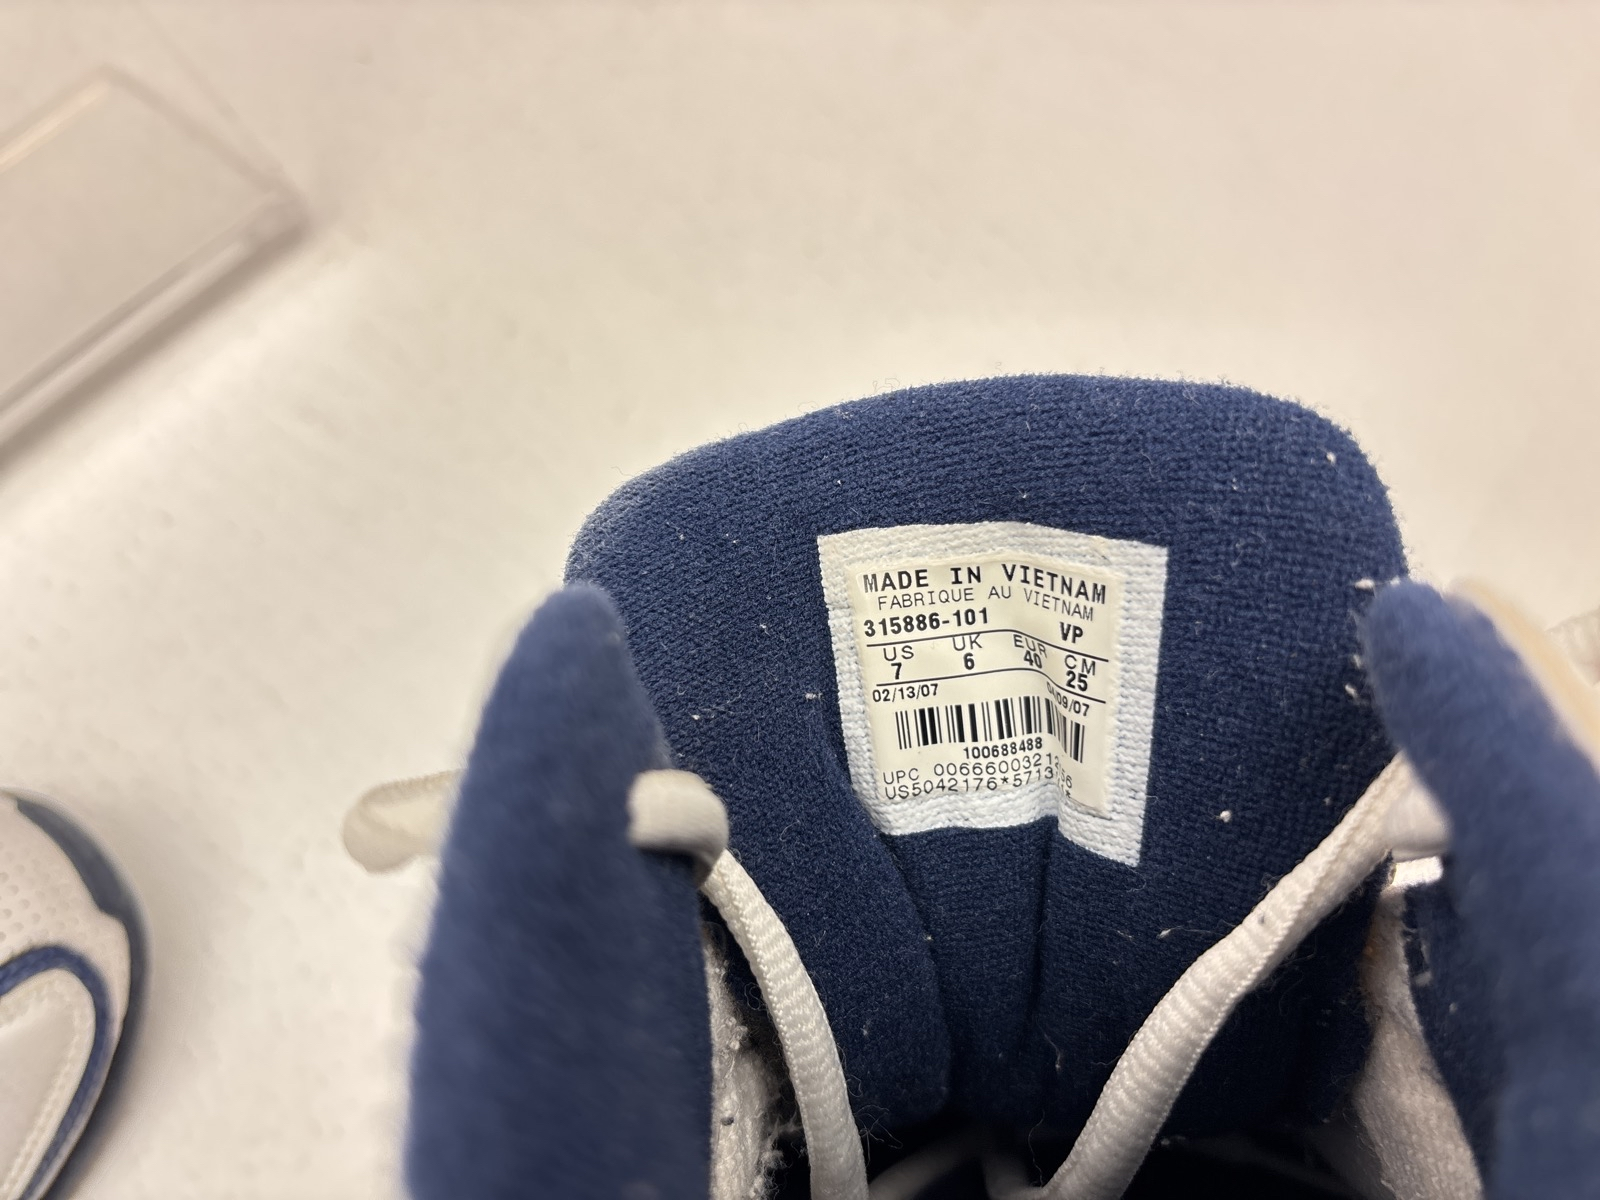 MADE IN VIETNAM
FABRIQUE AU VIETNAM
315886-101 VP
US UK EUR CM
7 6 40 25
02/13/07
100688488
UPC